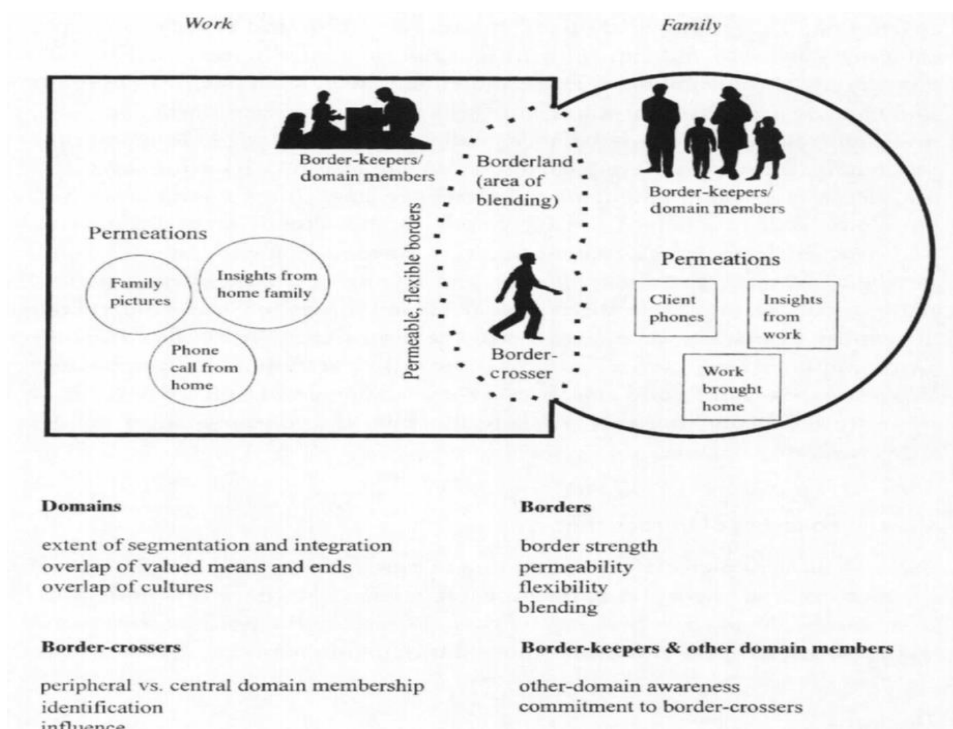 Work
Family
Border-keepers/
domain members
Borderland
(area of
blending)
Border-keepers/
domain members
Permeations
Family
pictures
Insights from
home family
Phone
call from
home
Permeable, flexible borders
Border-
crosser
Permeations
Client
phones
Insights
from
work
Work
brought
home
Domains
extent of segmentation and integration
overlap of valued means and ends
overlap of cultures
Borders
border strength
permeability
flexibility
blending
Border-crossers
peripheral vs. central domain membership
identification
influence
Border-keepers & other domain members
other-domain awareness
commitment to border-crossers